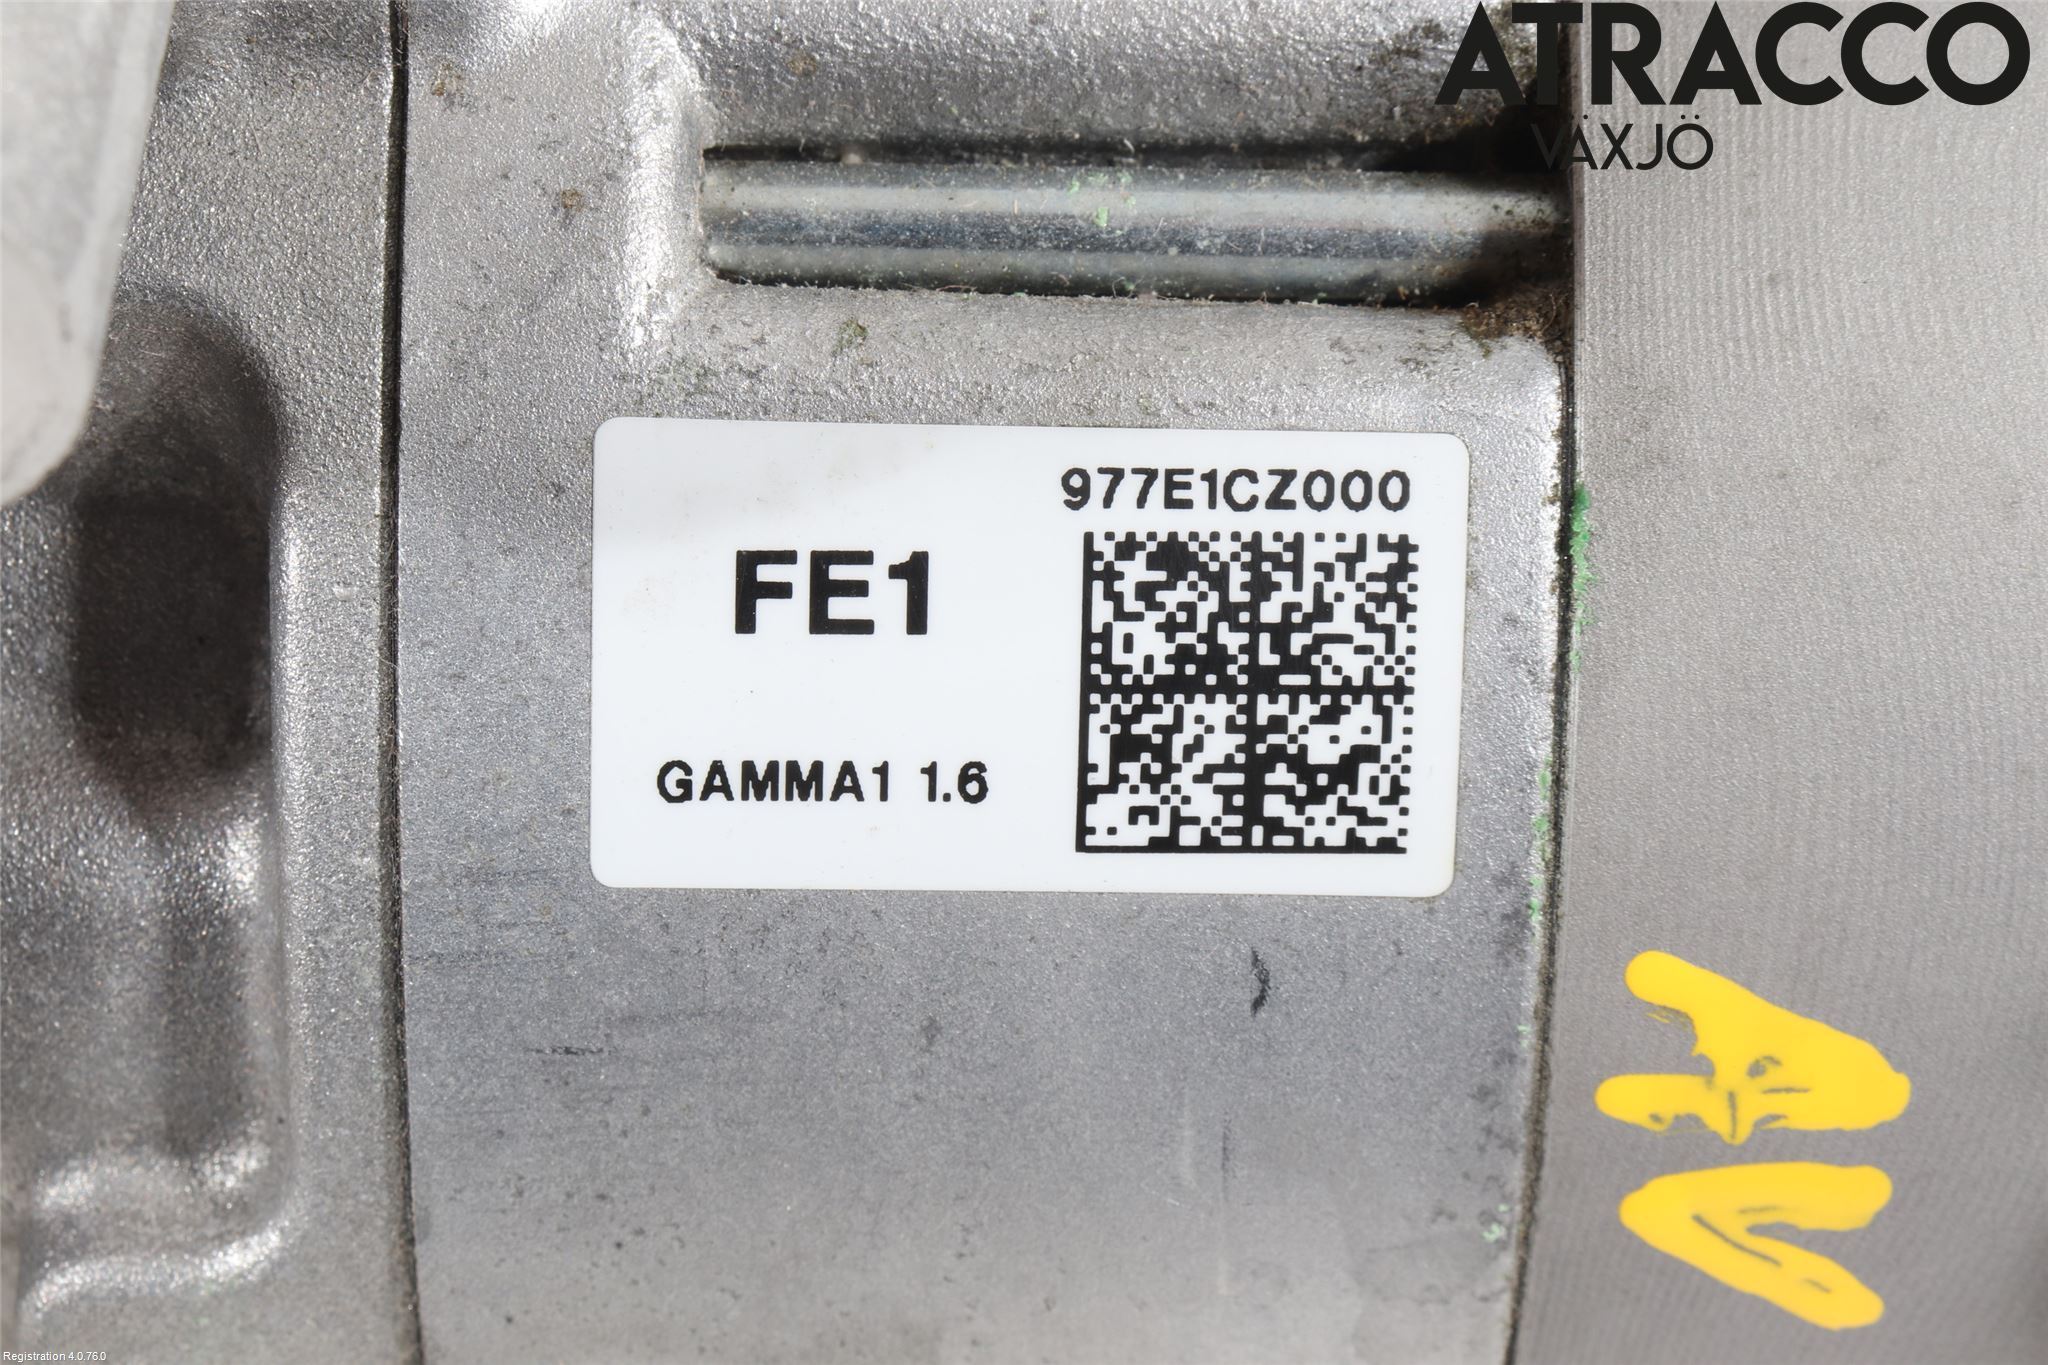 ATRACCO
VÄXJÖ
977E1CZ000
FE1
GAMMA1 1.6
Registration 4.0.76.0